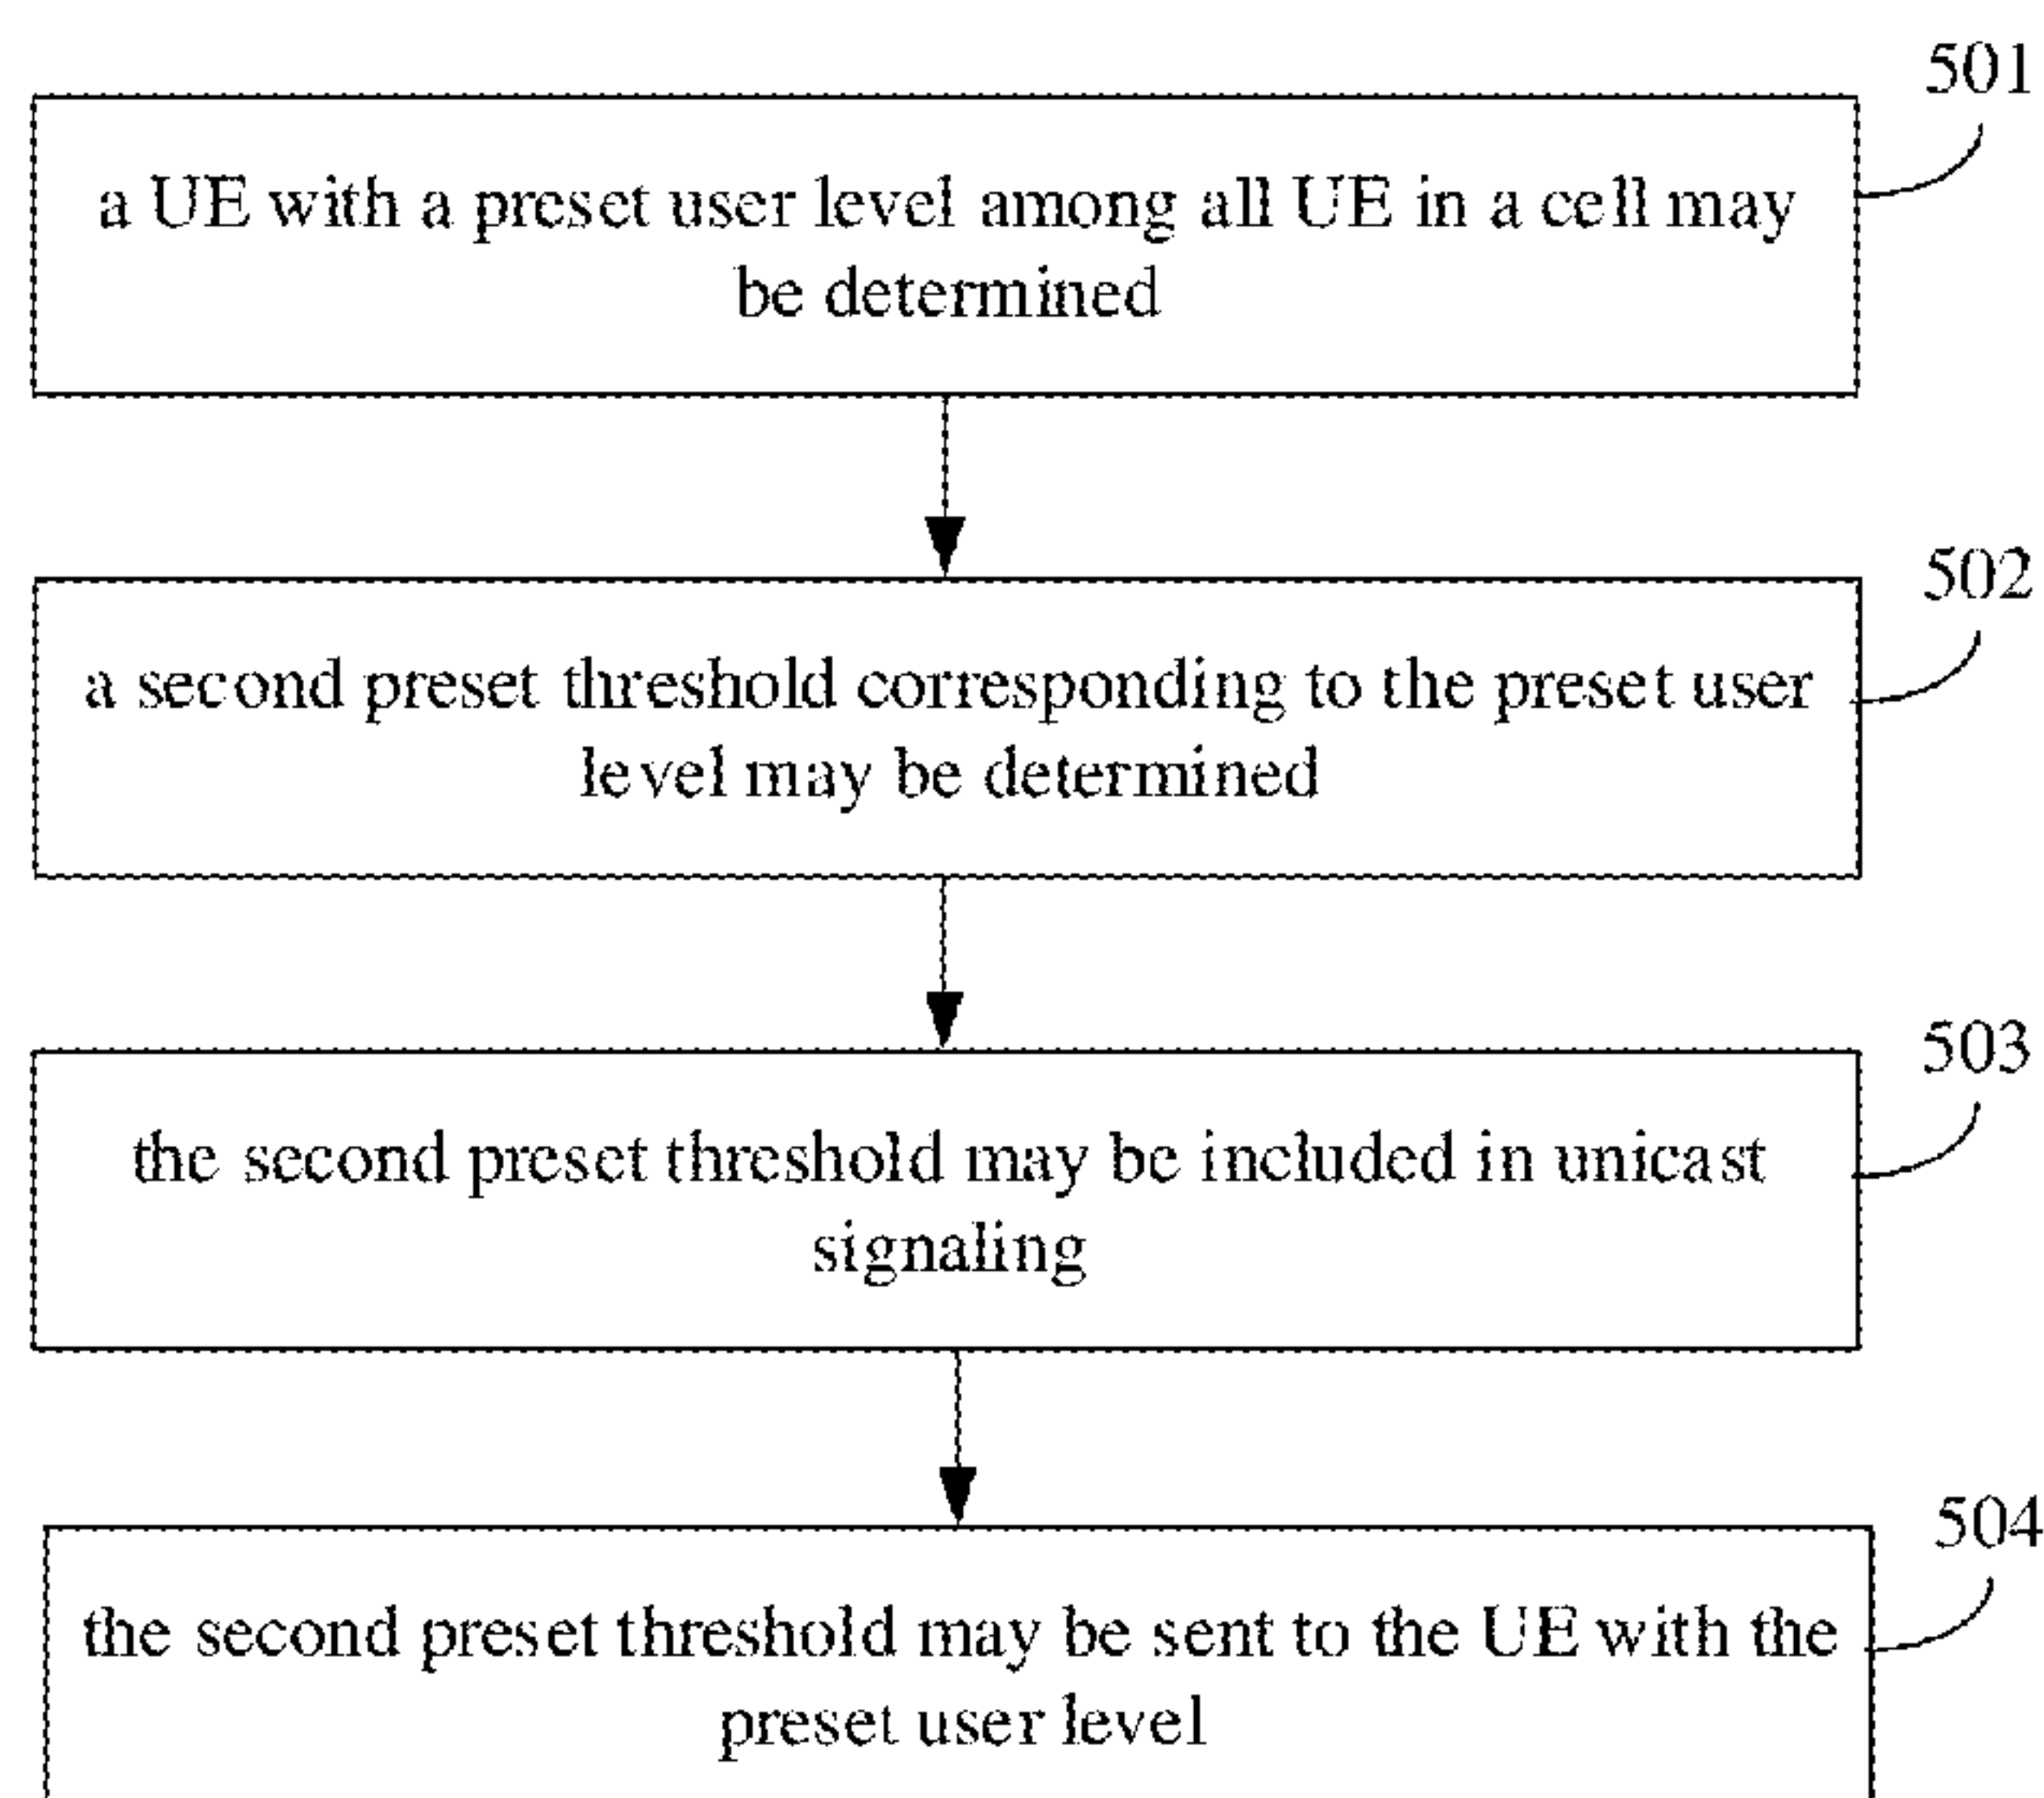 501
a UE with a preset user level among all UE in a cell may
be determined
502
a second preset threshold corresponding to the preset user
level may be determined
503
the second preset threshold may be included in unicast
signaling
504
the second preset threshold may be sent to the UE with the
preset user level